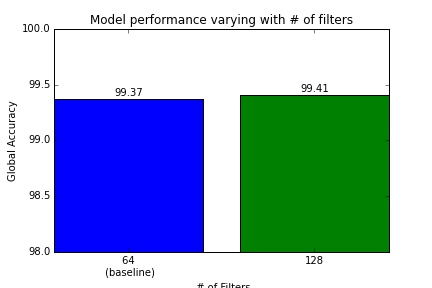 Model performance varying with # of filters
100.0
99.5
99.0
98.5
98.0
Global Accuracy
99.37
99.41
64
(baseline)
128
# of Filters